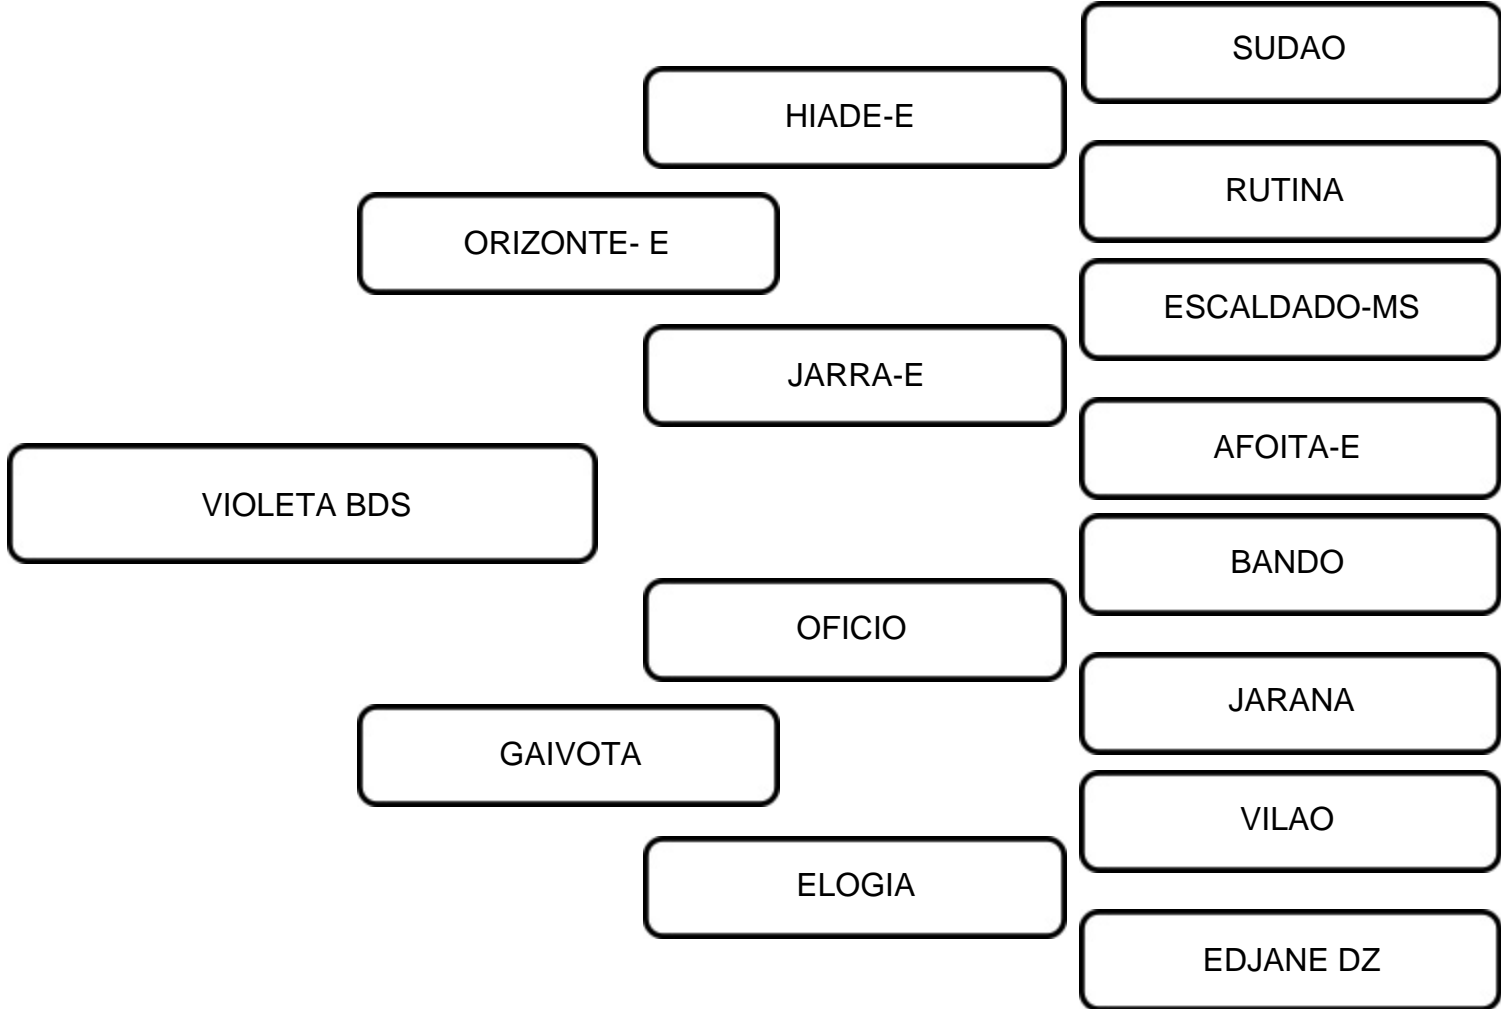 SUDAO
HIADE-E
RUTINA
ORIZONTE- E
ESCALDADO-MS
JARRA-E
AFOITA-E
VIOLETA BDS
BANDO
OFICIO
JARANA
GAIVOTA
VILAO
ELOGIA
EDJANE DZ